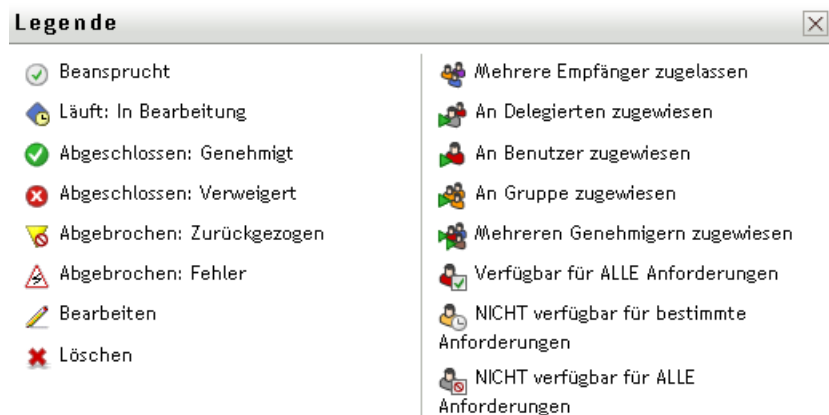 Legende
Beansprucht
Läuft: In Bearbeitung
Abgeschlossen: Genehmigt
Abgeschlossen: Verweigert
Abgebrochen: Zurückgezogen
Abgebrochen: Fehler
Bearbeiten
Löschen
Mehrere Empfänger zugelassen
An Delegierten zugewiesen
An Benutzer zugewiesen
An Gruppe zugewiesen
Mehreren Genehmigern zugewiesen
Verfügbar für ALLE Anforderungen
NICHT verfügbar für bestimmte
Anforderungen
NICHT verfügbar für ALLE
Anforderungen